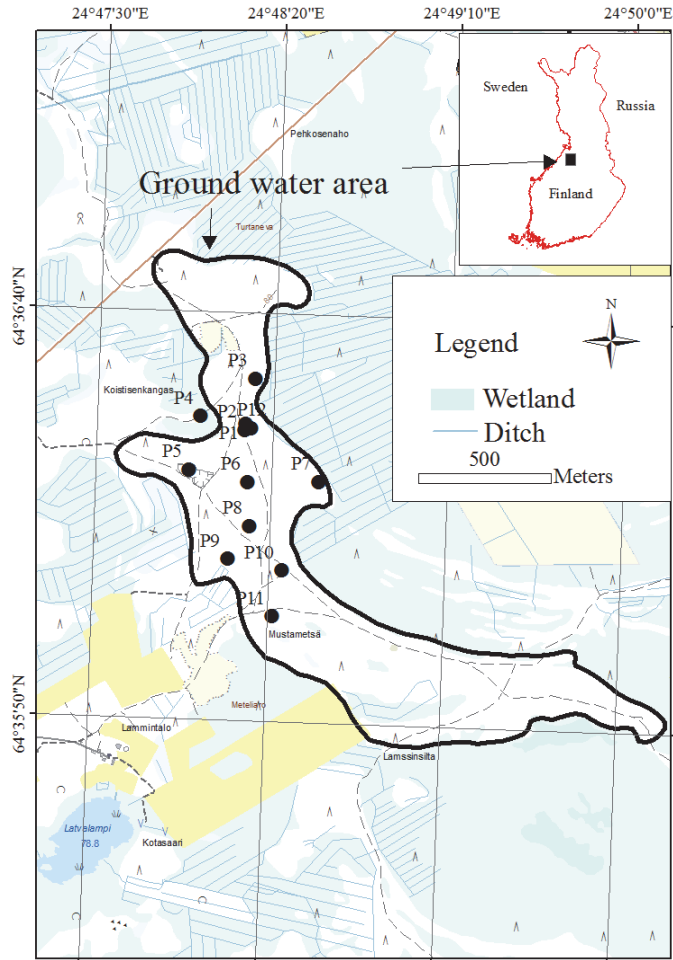 24°47'30"E
24°48'20"E
24°49'10"E
24°50'0"E
Sweden
Russia
Finland
Pehkosenaho
Ground water area
Turtaneva
64°36'40"N
Legend
N
Wetland
Ditch
500
Meters
P3
Koistisenkangas
P4
P2
P12
P1
P5
P6
P7
P8
P9
P10
P11
Mustametsä
64°35'50"N
Lammintalo
Lamssinsilta
Latvalampi
78.8
Kotasaari